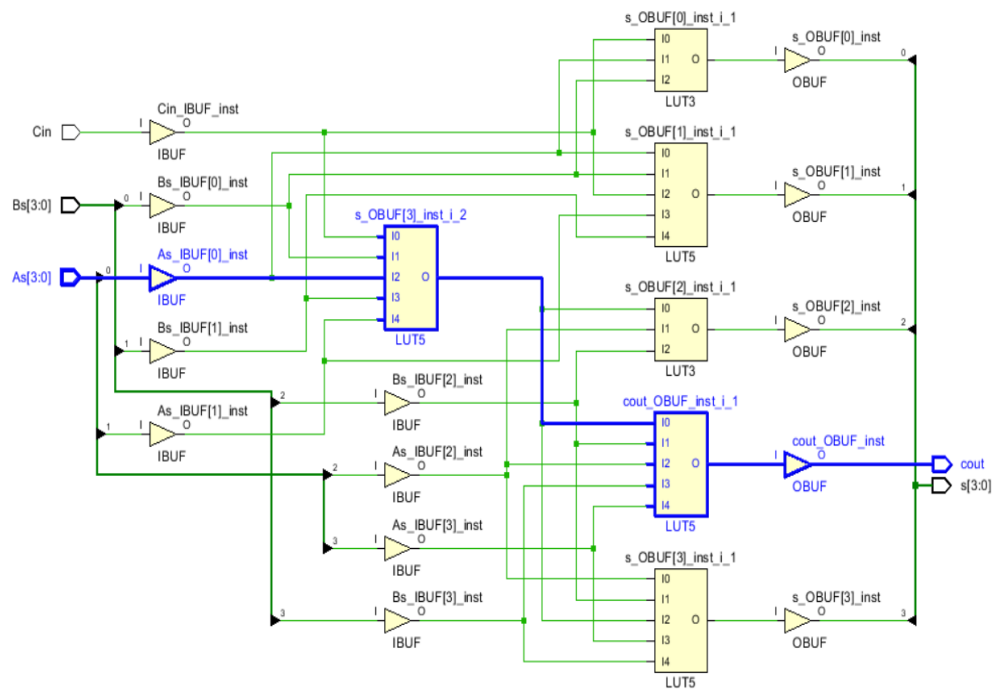 s_OBUF[0]_inst_i_1
I0
I1
I2
O
LUT3
s_OBUF[0]_inst
I
O
OBUF
0
Cin
Cin_IBUF_inst
I
O
IBUF
s_OBUF[1]_inst_i_1
I0
I1
I2
I3
I4
O
LUT5
s_OBUF[1]_inst
I
O
OBUF
1
Bs[3:0]
0
Bs_IBUF[0]_inst
I
O
IBUF
s_OBUF[3]_inst_i_2
I0
I1
I2
I3
I4
O
LUT5
As[3:0]
0
As_IBUF[0]_inst
I
O
IBUF
s_OBUF[2]_inst_i_1
I0
I1
I2
O
LUT3
s_OBUF[2]_inst
I
O
OBUF
2
1
Bs_IBUF[1]_inst
I
O
IBUF
2
Bs_IBUF[2]_inst
I
O
IBUF
1
As_IBUF[1]_inst
I
O
IBUF
cout_OBUF_inst_i_1
I0
I1
I2
I3
I4
O
LUT5
cout_OBUF_inst
I
O
OBUF
cout
s[3:0]
2
As_IBUF[2]_inst
I
O
IBUF
3
As_IBUF[3]_inst
I
O
IBUF
s_OBUF[3]_inst_i_1
I0
I1
I2
I3
I4
O
LUT5
s_OBUF[3]_inst
I
O
OBUF
3
3
Bs_IBUF[3]_inst
I
O
IBUF